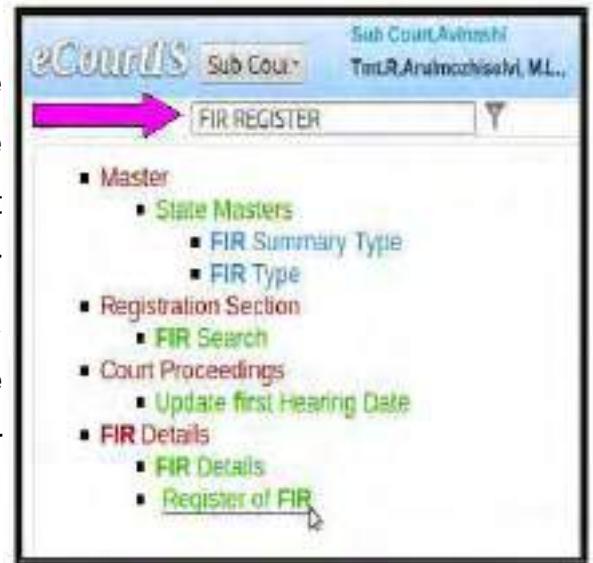 Sub Court,Avinashi
eCourtIS Sub Cour
Tmt.R.Arulmozhiselvi, M.L.,
FIR REGISTER
Master
State Masters
FIR Summary Type
FIR Type
Registration Section
FIR Search
Court Proceedings
Update first Hearing Date
FIR Details
FIR Details
Register of FIR